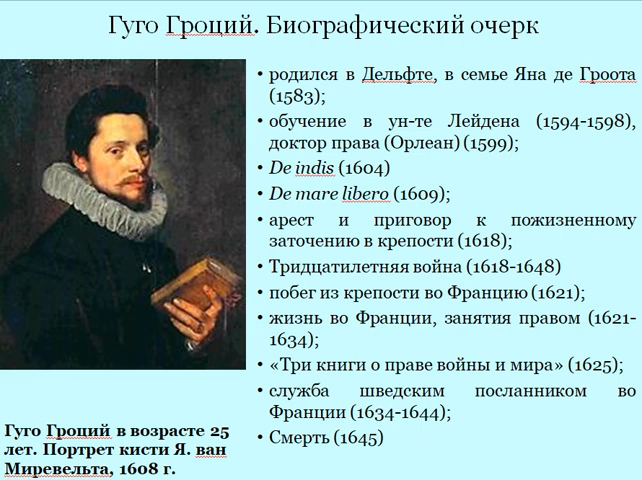 Гуго Гроций. Биографический очерк
• родился в Дельфте, в семье Яна де Гроота
(1583);
• обучение в ун-те Лейдена (1594-1598),
доктор права (Орлеан) (1599);
• De indis (1604)
• De mare libero (1609);
• арест и приговор к пожизненному
заточению в крепости (1618);
• Тридцатилетняя война (1618-1648)
• побег из крепости во Францию (1621);
• жизнь во Франции, занятия правом (1621-
1634);
• «Три книги о праве войны и мира» (1625);
• служба шведским посланником во
Франции (1634-1644);
• Смерть (1645)
Гуго Гроций в возрасте 25
лет. Портрет кисти Я. ван
Миревельта, 1608 г.